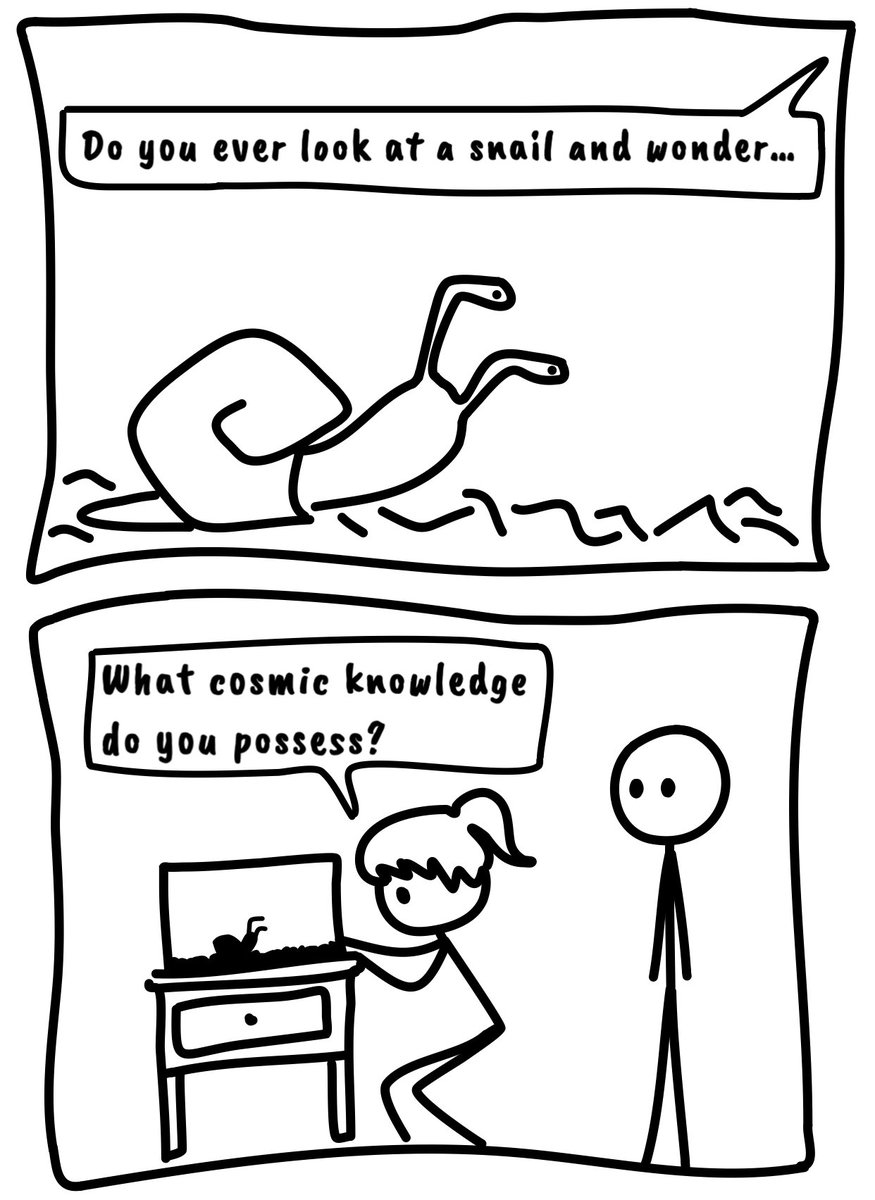 Do you ever look at a snail and wonder...
What cosmic knowledge
do you possess?